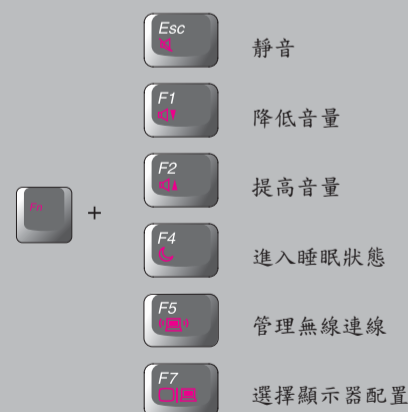 Esc
靜音
F1
降低音量
F2
提高音量
Fn
+
F4
進入睡眠狀態
F5
管理無線連線
F7
選擇顯示器配置